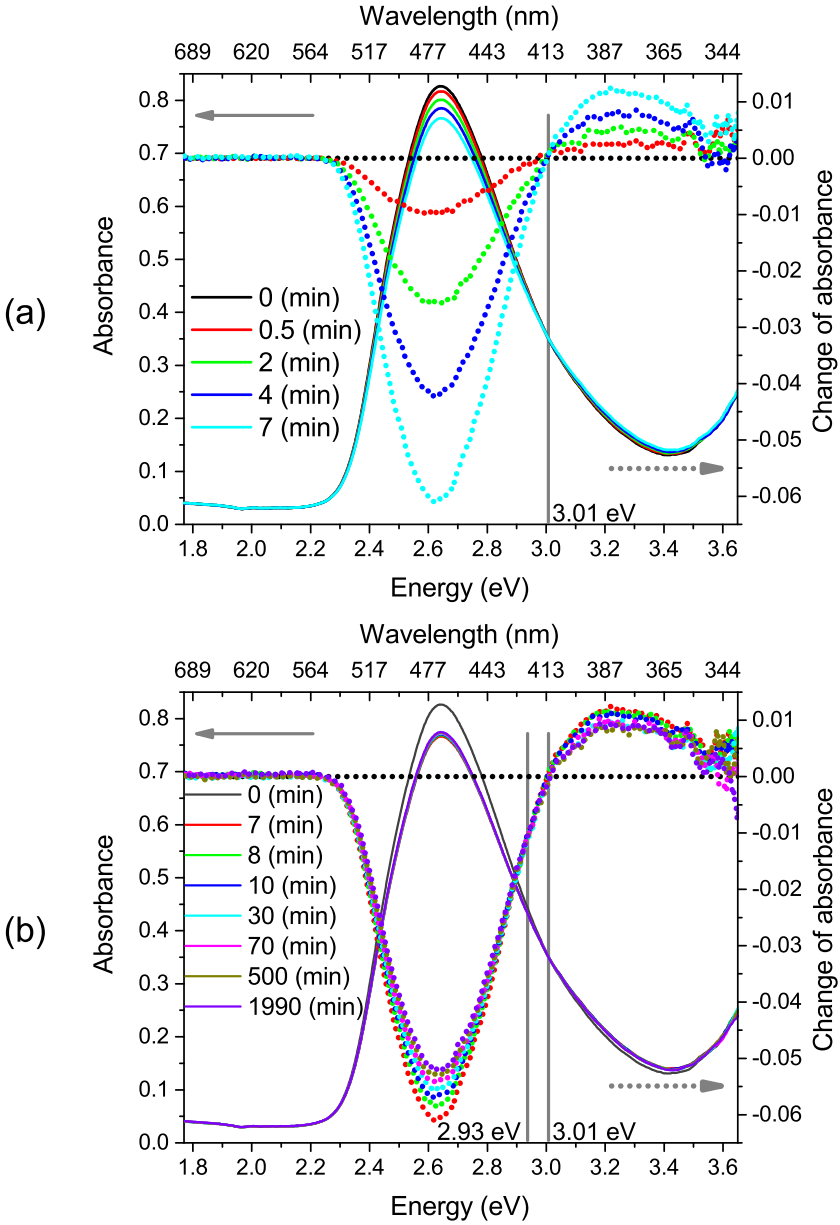 Wavelength (nm)
689 620 564 517 477 443 413 387 365 344
0.8 0.01
0.7 0.00
0.6 -0.01
0.5 -0.02
0.4 -0.03
0.3 -0.04
0.2 -0.05
0.1 -0.06
0.0
Absorbance
Change of absorbance
(a)
0 (min)
0.5 (min)
2 (min)
4 (min)
7 (min)
3.01 eV
1.8 2.0 2.2 2.4 2.6 2.8 3.0 3.2 3.4 3.6
Energy (eV)
Wavelength (nm)
689 620 564 517 477 443 413 387 365 344
0.8 0.01
0.7 0.00
0.6 -0.01
0.5 -0.02
0.4 -0.03
0.3 -0.04
0.2 -0.05
0.1 -0.06
0.0
Absorbance
Change of absorbance
(b)
0 (min)
7 (min)
8 (min)
10 (min)
30 (min)
70 (min)
500 (min)
1990 (min)
2.93 eV 3.01 eV
1.8 2.0 2.2 2.4 2.6 2.8 3.0 3.2 3.4 3.6
Energy (eV)